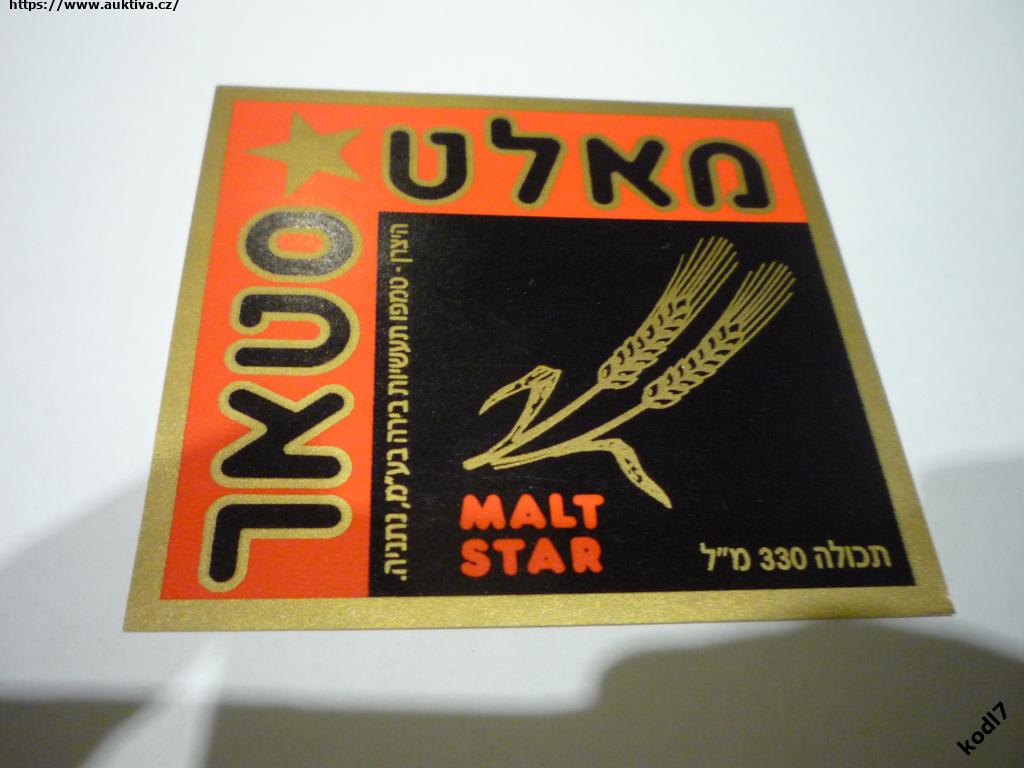 https://www.auktiva.cz/
מאלט
סטאר
היצרן - טמפו תעשיות בירה בע"מ, נתניה.
MALT
STAR
תכולה 330 מ"ל
kodl7